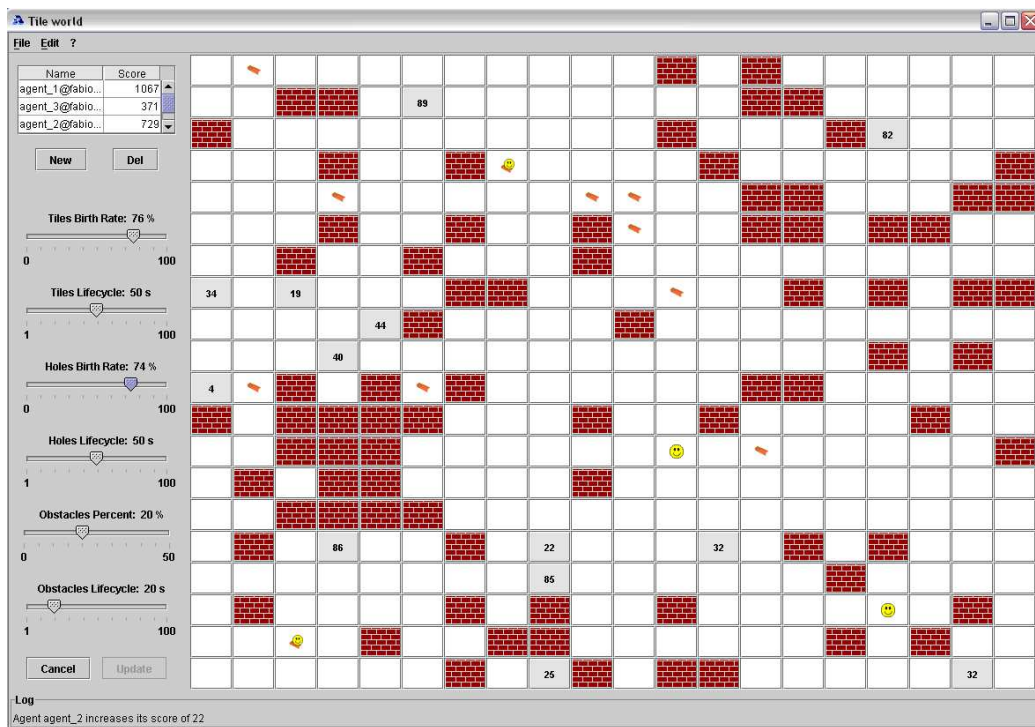 Tile world
File Edit ?
Name Score
agent_1@fabio... 1067
agent_3@fabio... 371
agent_2@fabio... 729
New Del
Tiles Birth Rate: 76 %
0 100
Tiles Lifecycle: 50 s
1 100
Holes Birth Rate: 74 %
0 100
Holes Lifecycle: 50 s
1 100
Obstacles Percent: 20 %
0 50
Obstacles Lifecycle: 20 s
1 100
Cancel Update
89
82
34 19
44
40
4
86 22 32
85
25 32
Log
Agent agent_2 increases its score of 22